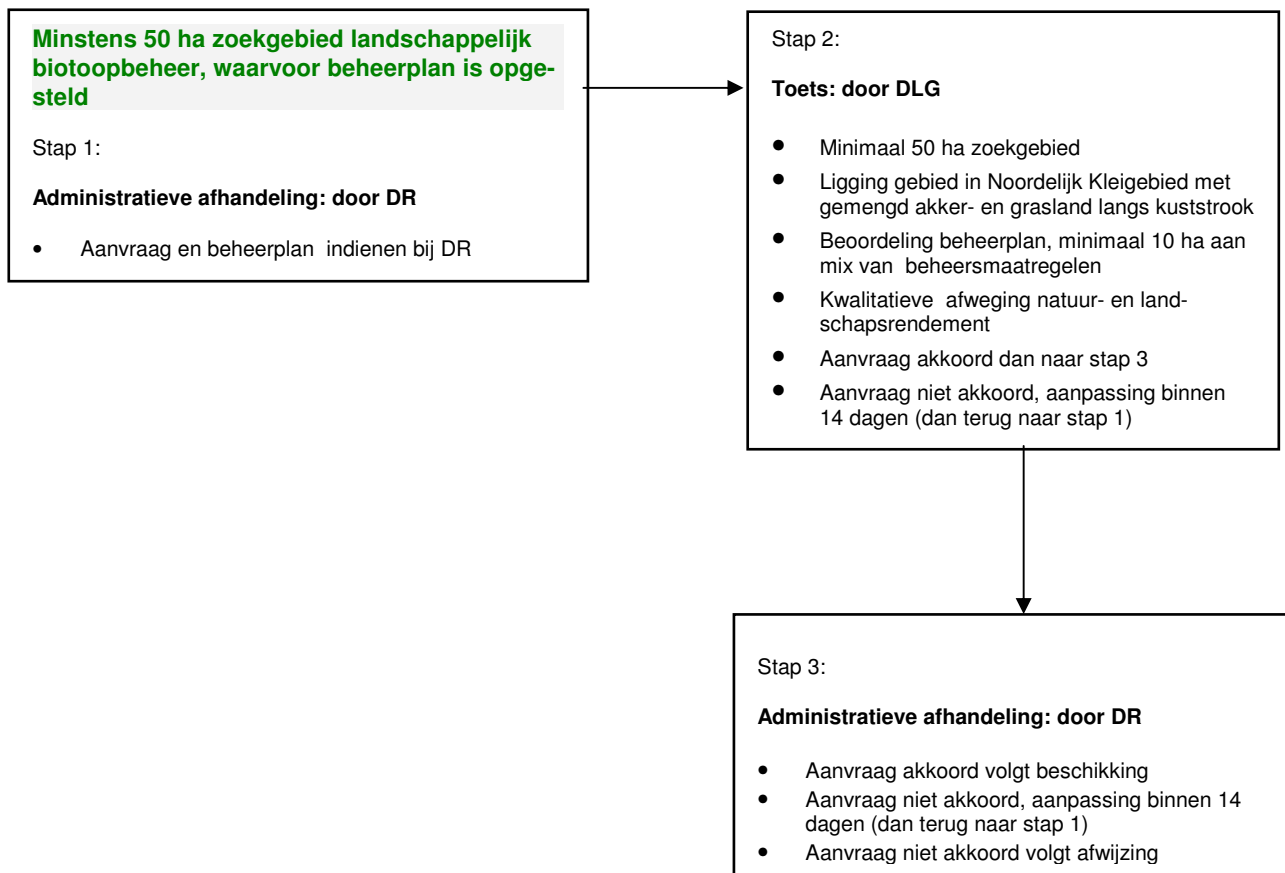 Minstens 50 ha zoekgebied landschappelijk
biotoopbeheer, waarvoor beheerplan is opge-
steld
Stap 1:
Administratieve afhandeling: door DR
• Aanvraag en beheerplan indienen bij DR
Stap 2:
Toets: door DLG
• Minimaal 50 ha zoekgebied
• Ligging gebied in Noordelijk Kleigebied met
gemengd akker- en grasland langs kuststrook
• Beoordeling beheerplan, minimaal 10 ha aan
mix van beheersmaatregelen
• Kwalitatieve afweging natuur- en land-
schapsrendement
• Aanvraag akkoord dan naar stap 3
• Aanvraag niet akkoord, aanpassing binnen
14 dagen (dan terug naar stap 1)
Stap 3:
Administratieve afhandeling: door DR
• Aanvraag akkoord volgt beschikking
• Aanvraag niet akkoord, aanpassing binnen 14
dagen (dan terug naar stap 1)
• Aanvraag niet akkoord volgt afwijzing